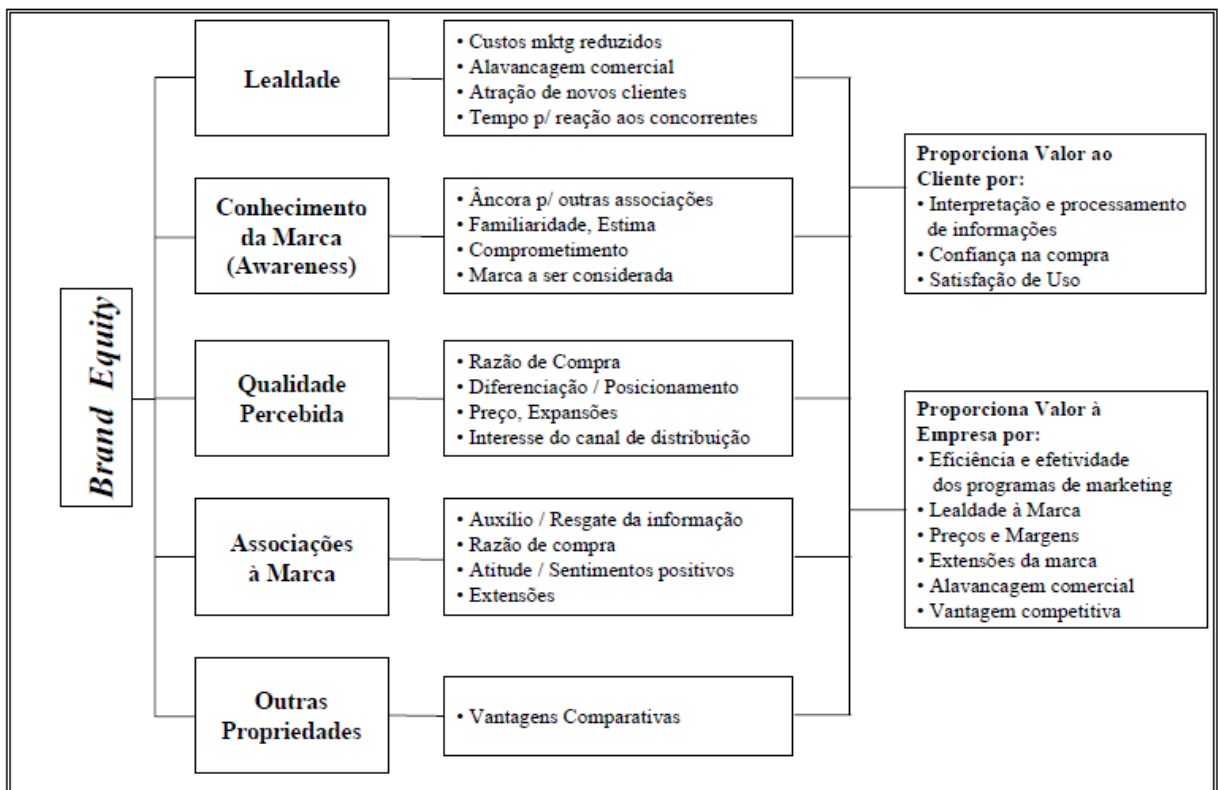 Brand Equity
Lealdade
• Custos mktg reduzidos
• Alavancagem comercial
• Atração de novos clientes
• Tempo p/ reação aos concorrentes
Conhecimento
da Marca
(Awareness)
• Âncora p/ outras associações
• Familiaridade, Estima
• Comprometimento
• Marca a ser considerada
Qualidade
Percebida
• Razão de Compra
• Diferenciação / Posicionamento
• Preço, Expansões
• Interesse do canal de distribuição
Associações
à Marca
• Auxílio / Resgate da informação
• Razão de compra
• Atitude / Sentimentos positivos
• Extensões
Outras
Propriedades
• Vantagens Comparativas
Proporciona Valor ao
Cliente por:
• Interpretação e processamento
de informações
• Confiança na compra
• Satisfação de Uso
Proporciona Valor à
Empresa por:
• Eficiência e efetividade
dos programas de marketing
• Lealdade à Marca
• Preços e Margens
• Extensões da marca
• Alavancagem comercial
• Vantagem competitiva